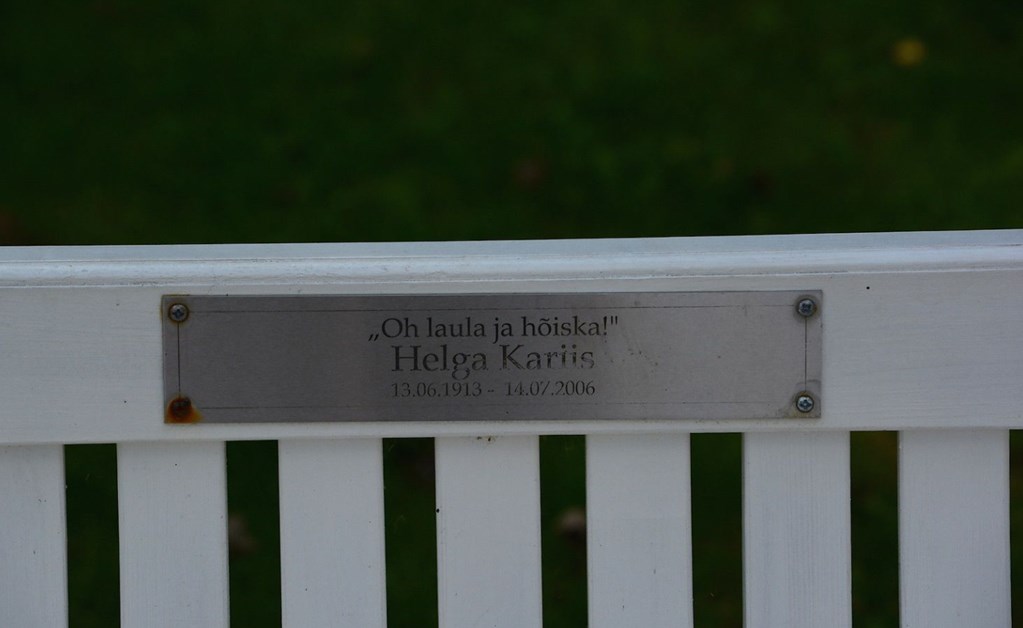 „Oh laula ja hõiska!"
Helga Kariis
13.06.1913 - 14.07.2006